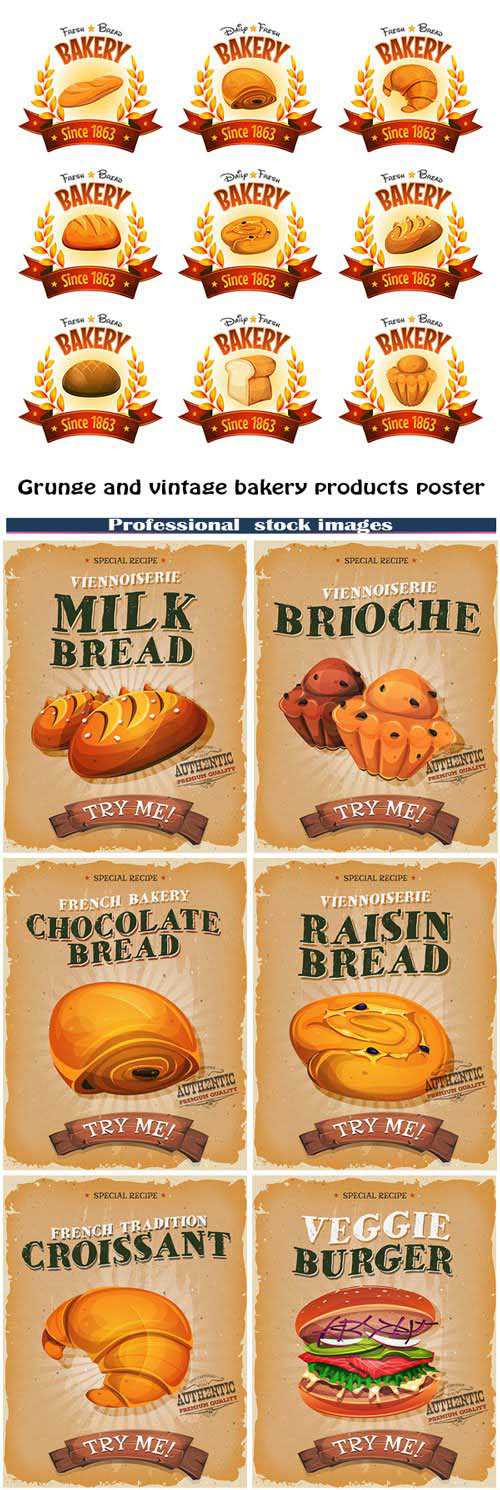 Fresh ★ Bread
BAKERY
Since 1863
Daily ★ Fresh
BAKERY
Since 1863
Fresh ★ Bread
BAKERY
Since 1863
Fresh ★ Bread
BAKERY
Since 1863
Daily ★ Fresh
BAKERY
Since 1863
Fresh ★ Bread
BAKERY
Since 1863
Fresh ★ Bread
BAKERY
Since 1863
Daily ★ Fresh
BAKERY
Since 1863
Fresh ★ Bread
BAKERY
Since 1863
Grunge and vintage bakery products poster
Professional stock images
★ SPECIAL RECIPE ★
VIENNOISERIE
MILK
BREAD
AUTHENTIC
PREMIUM QUALITY
TRY ME!
★ SPECIAL RECIPE ★
VIENNOISERIE
BRIOCHE
AUTHENTIC
PREMIUM QUALITY
TRY ME!
★ SPECIAL RECIPE ★
FRENCH BAKERY
CHOCOLATE
BREAD
AUTHENTIC
PREMIUM QUALITY
TRY ME!
★ SPECIAL RECIPE ★
VIENNOISERIE
RAISIN
BREAD
AUTHENTIC
PREMIUM QUALITY
TRY ME!
★ SPECIAL RECIPE ★
FRENCH TRADITION
CROISSANT
AUTHENTIC
PREMIUM QUALITY
TRY ME!
★ SPECIAL RECIPE ★
VEGGIE
BURGER
AUTHENTIC
PREMIUM QUALITY
TRY ME!